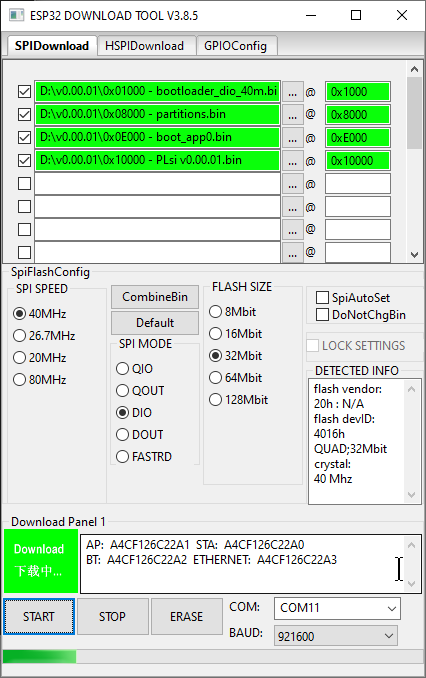 ESP32 DOWNLOAD TOOL V3.8.5
SPIDownload HSPIDownload GPIOConfig
D:\v0.00.01\0x01000 - bootloader_dio_40m.bi ... @ 0x1000
D:\v0.00.01\0x08000 - partitions.bin ... @ 0x8000
D:\v0.00.01\0x0E000 - boot_app0.bin ... @ 0xE000
D:\v0.00.01\0x10000 - PLsi v0.00.01.bin ... @ 0x10000
... @
... @
... @
... @
SpiFlashConfig
SPI SPEED
40MHz
26.7MHz
20MHz
80MHz
CombineBin
Default
SPI MODE
QIO
QOUT
DIO
DOUT
FASTRD
FLASH SIZE
8Mbit
16Mbit
32Mbit
64Mbit
128Mbit
SpiAutoSet
DoNotChgBin
LOCK SETTINGS
DETECTED INFO
flash vendor:
20h : N/A
flash devID:
4016h
QUAD;32Mbit
crystal:
40 Mhz
Download Panel 1
Download
下载中...
AP: A4CF126C22A1 STA: A4CF126C22A0
BT: A4CF126C22A2 ETHERNET: A4CF126C22A3
START STOP ERASE
COM: COM11
BAUD: 921600